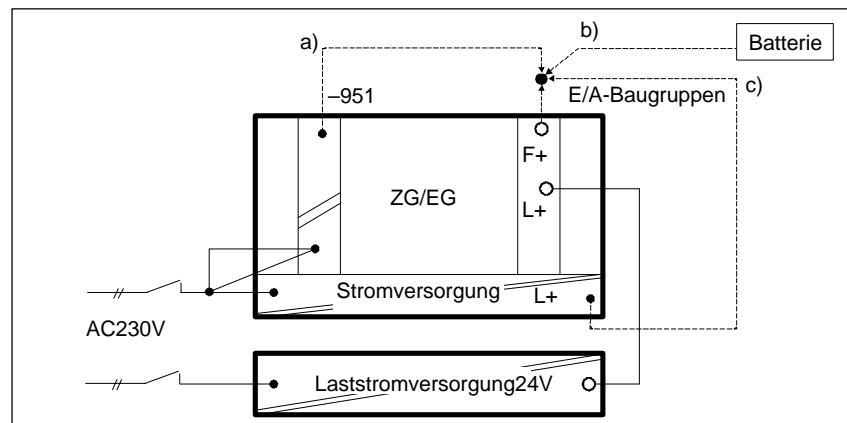 a)
b)
Batterie
c)
–951
E/A-Baugruppen
F+
ZG/EG
L+
Stromversorgung
L+
AC230V
Laststromversorgung24V